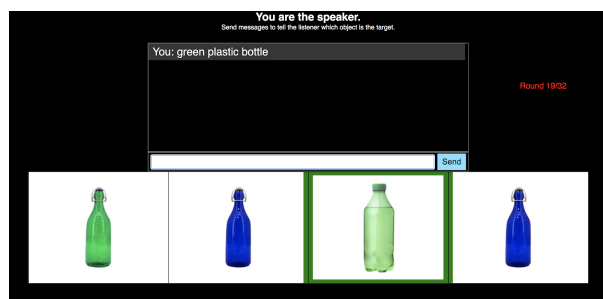 You are the speaker.
Send messages to tell the listener which object is the target.
You: green plastic bottle
Round 19/32
Send